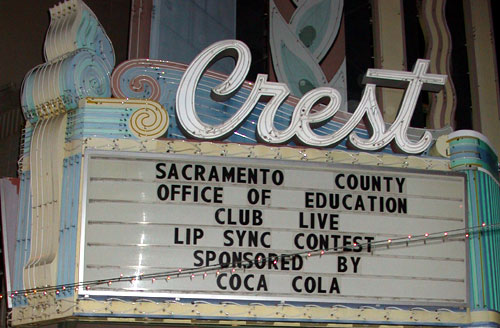 Crest
SACRAMENTO COUNTY
OFFICE OF EDUCATION
CLUB LIVE
LIP SYNC CONTEST
SPONSORED BY
COCA COLA